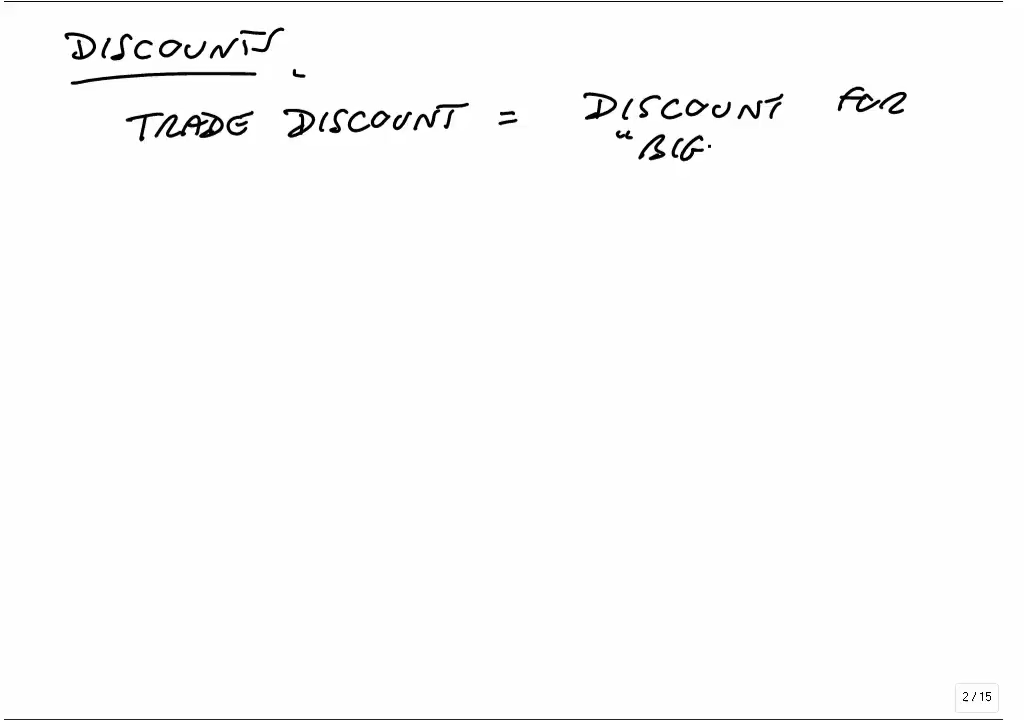 DISCOUNTS
TRADE DISCOUNT = DISCOUNT FOR
"BIG.
2 / 15